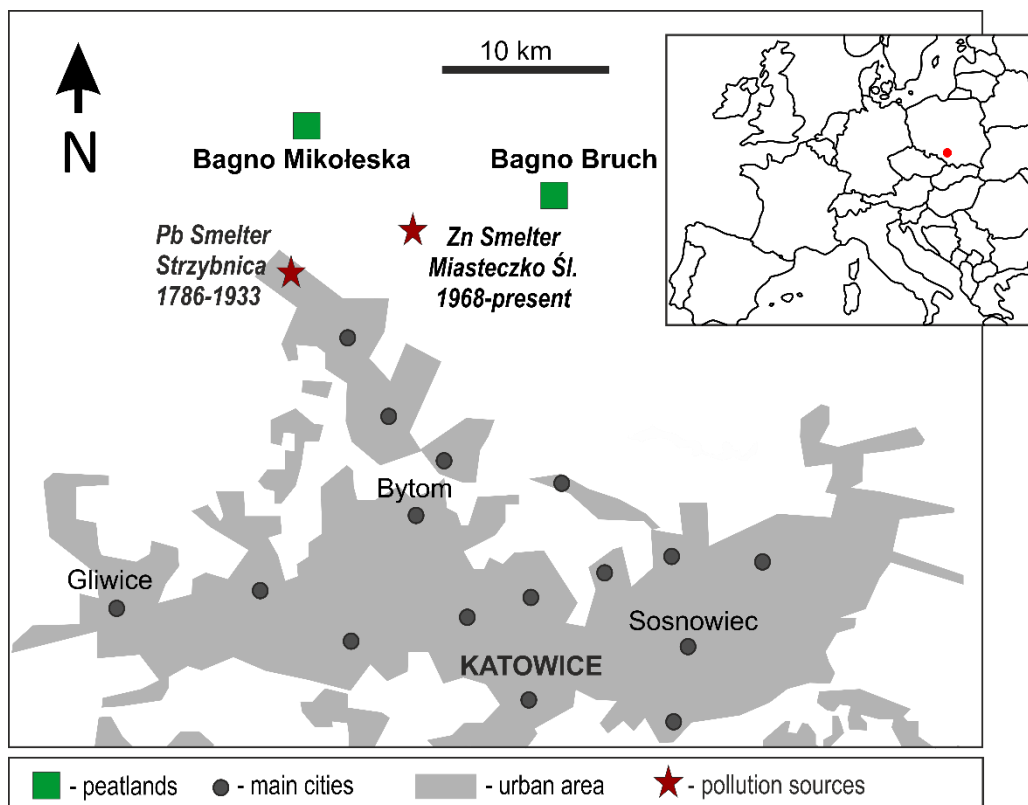 10 km
N
Bagno Mikołeska
Bagno Bruch
Pb Smelter
Strzybnica
1786-1933
Zn Smelter
Miasteczko Śl.
1968-present
Bytom
Gliwice
Sosnowiec
KATOWICE
- peatlands
- main cities
- urban area
- pollution sources